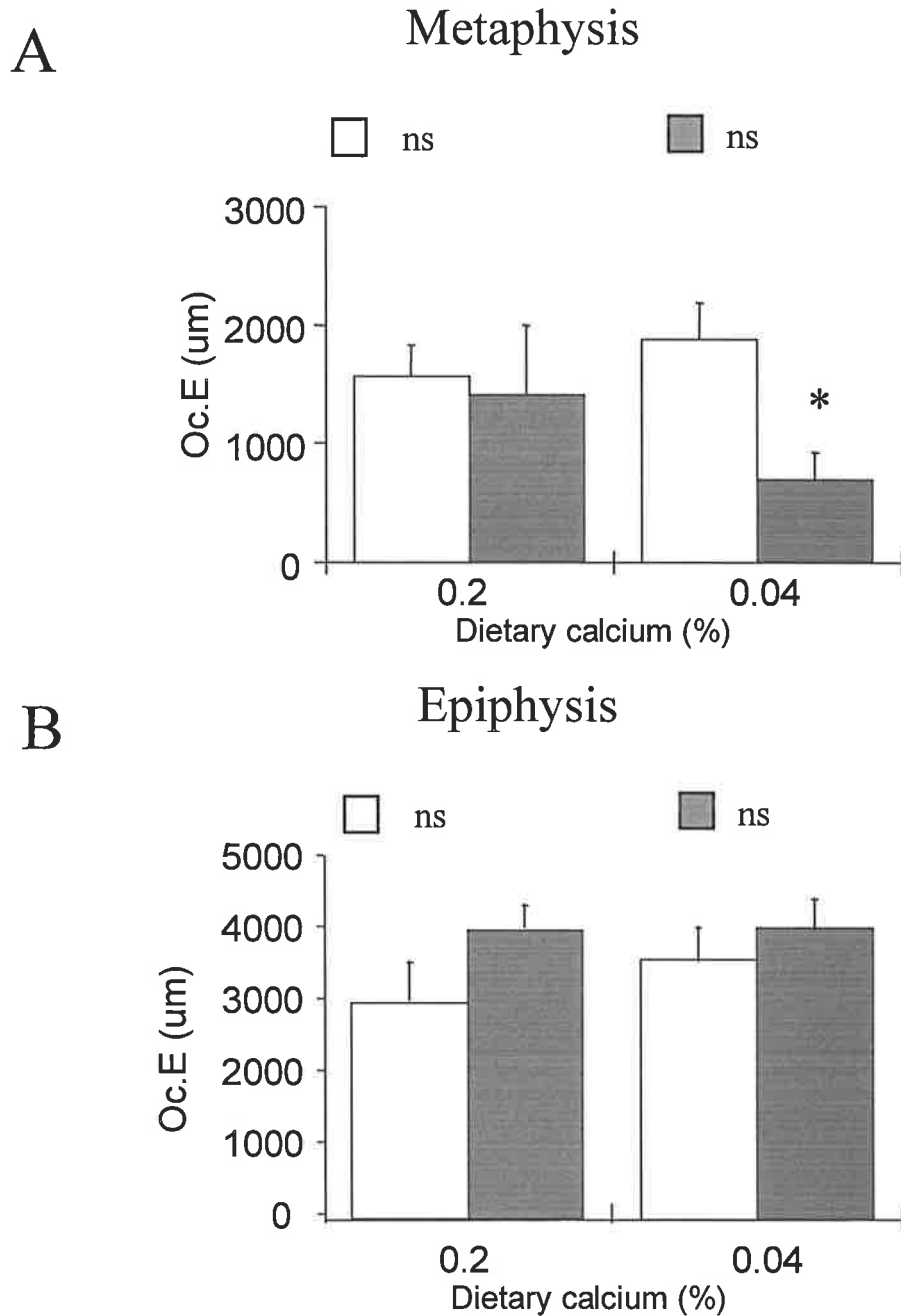 A
Metaphysis
ns ns
3000
2000
1000
0
Oc.E (um)
*
0.2 0.04
Dietary calcium (%)
B
Epiphysis
ns ns
5000
4000
3000
2000
1000
0
Oc.E (um)
0.2 0.04
Dietary calcium (%)